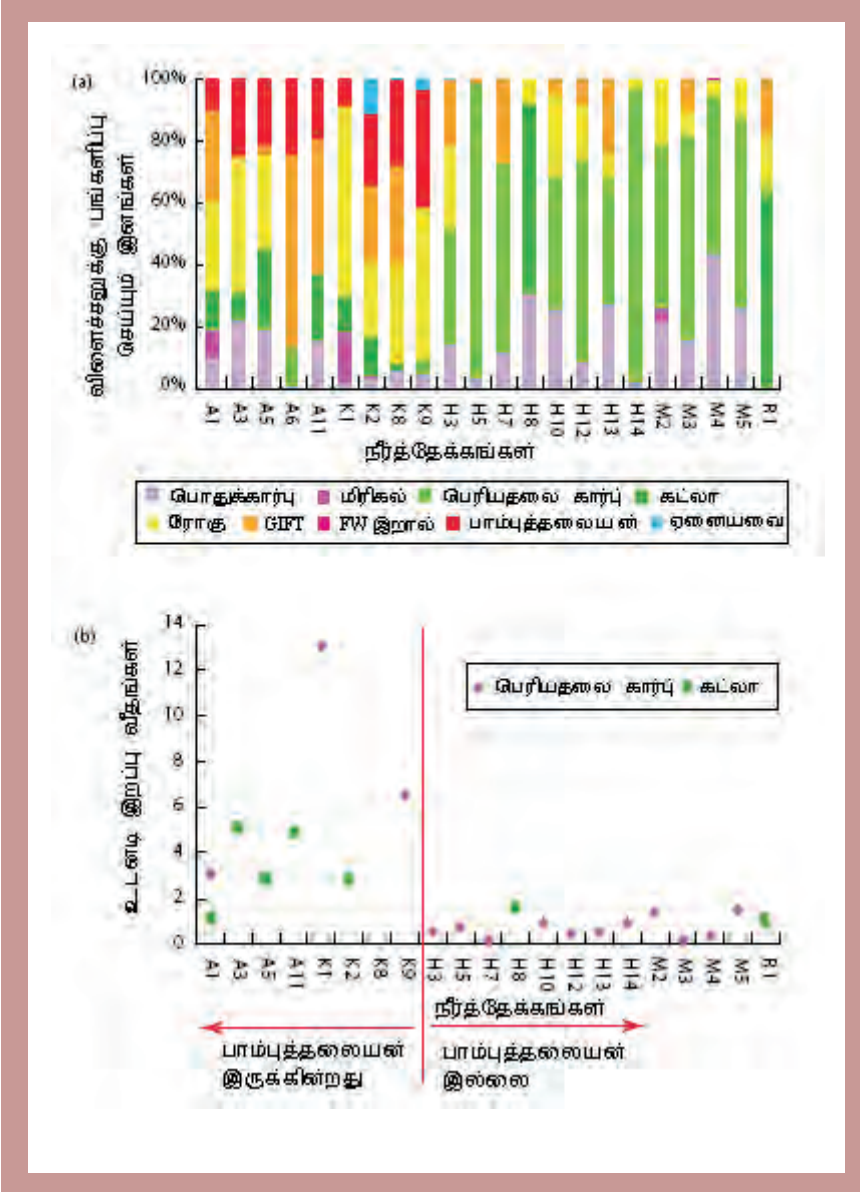 (a)
விளைச்சலுக்கு பங்களிப்பு
செய்யும் இனங்கள்
100%
80%
60%
40%
20%
0%
A1 A3 A5 A6 A11 K1 K2 K8 K9 H3 H5 H7 H8 H10 H12 H13 H14 M2 M3 M4 M5 R1
நீர்த்தேக்கங்கள்
பொதுக்கார்பு மிரிகல் பெரியதலை கார்பு கட்லா
ரோகு GIFT FW இறால் பாம்புத்தலையன் ஏனையவை
(b)
உடனடி இறப்பு வீதங்கள்
14
12
10
8
6
4
2
0
பெரியதலை கார்பு கட்லா
A1 A3 A5 A11 K1 K2 K8 K9 H3 H5 H7 H8 H10 H12 H13 H14 M2 M3 M4 M5 R1
நீர்த்தேக்கங்கள்
பாம்புத்தலையன்
இருக்கின்றது
பாம்புத்தலையன்
இல்லை